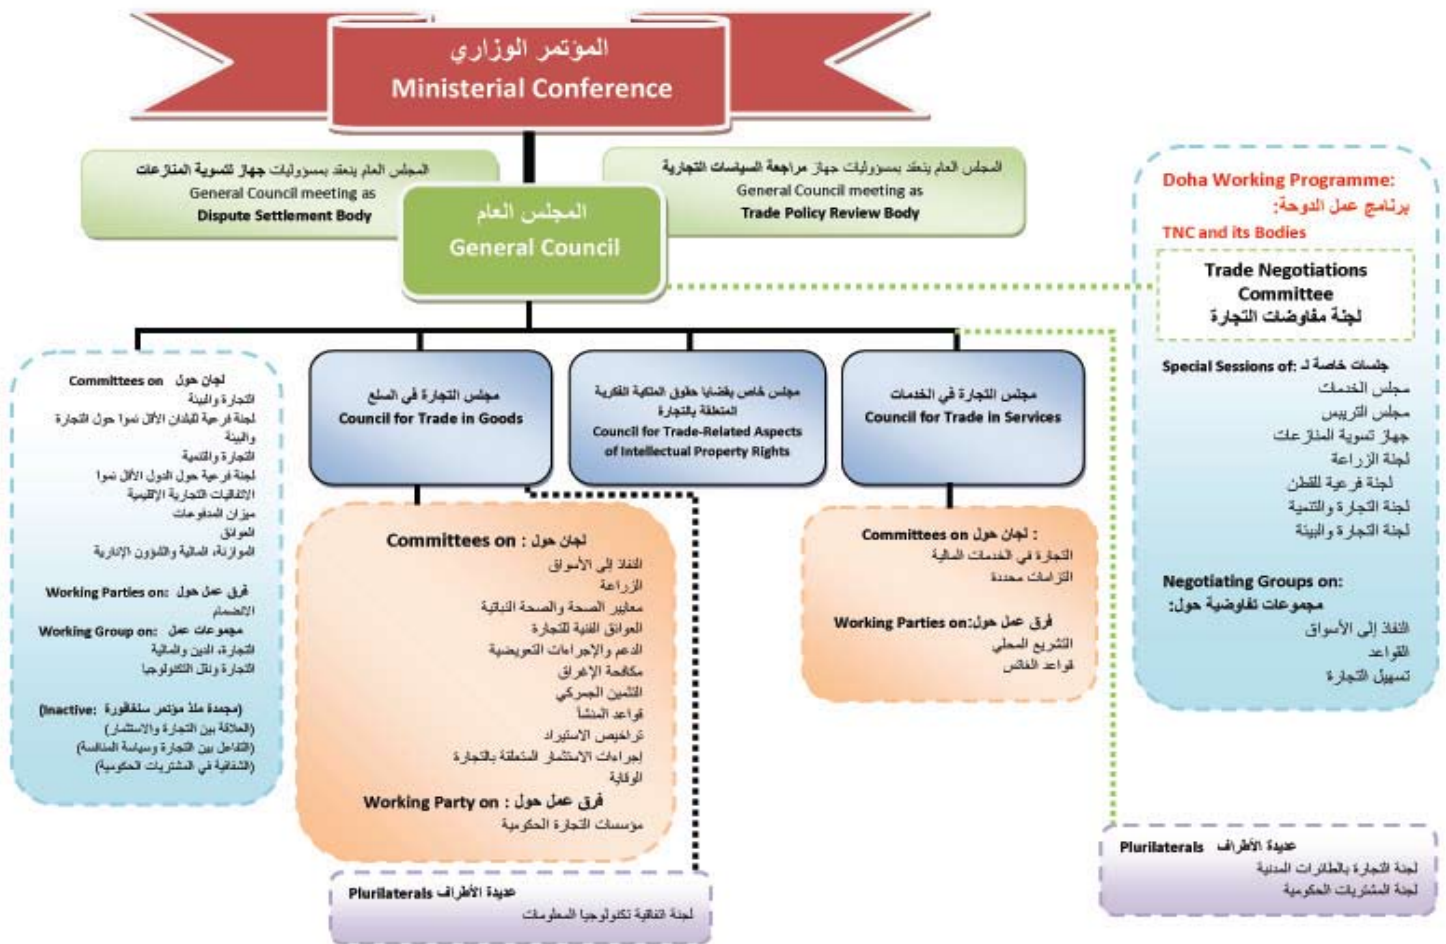 المؤتمر الوزاري
Ministerial Conference
المجلس العام ينعقد بمسؤوليات جهاز لتسوية المنازعات
General Council meeting as
Dispute Settlement Body
المجلس العام ينعقد بمسؤوليات جهاز مراجعة السياسات التجارية
General Council meeting as
Trade Policy Review Body
المجلس العام
General Council
Doha Working Programme:
برنامج عمل الدوحة:
TNC and its Bodies
Trade Negotiations
Committee
لجنة مفاوضات التجارة
Special Sessions of: جلسات خاصة لـ
مجلس الخدمات
مجلس التريبس
جهاز تسوية المنازعات
لجنة الزراعة
لجنة فرعية للقطن
لجنة التجارة والتنمية
لجنة التجارة والبيئة
Negotiating Groups on:
مجموعات تفاوضية حول:
النفاذ إلى الأسواق
القواعد
تسهيل التجارة
Committees on لجان حول
التجارة والبيئة
لجنة فرعية للبلدان الأقل نموا حول التجارة
والبيئة
التجارة والتنمية
لجنة فرعية حول الدول الأقل نموا
الاتفاقيات التجارية الإقليمية
ميزان المدفوعات
العوائق
الموازنة، المالية والشؤون الإدارية
Working Parties on: فرق عمل حول
الانضمام
Working Group on: مجموعات عمل
التجارة، الدين والمالية
التجارة ونقل التكنولوجيا
(Inactive: مجمدة منذ مؤتمر سنغافورة)
(العلاقة بين التجارة والاستثمار)
(التفاعل بين التجارة وسياسة المنافسة)
(الشفافية في المشتريات الحكومية)
مجلس التجارة في السلع
Council for Trade in Goods
مجلس خاص بقضايا حقوق الملكية الفكرية
المتعلقة بالتجارة
Council for Trade-Related Aspects
of Intellectual Property Rights
مجلس التجارة في الخدمات
Council for Trade in Services
Committees on : لجان حول
النفاذ إلى الأسواق
الزراعة
معايير الصحة والصحة النباتية
العوائق الفنية للتجارة
الدعم والإجراءات التعويضية
مكافحة الإغراق
التثمين الجمركي
قواعد المنشأ
تراخيص الاستيراد
إجراءات الاستثمار المتعلقة بالتجارة
الوقاية
Working Party on : فرق عمل حول
مؤسسات التجارة الحكومية
Committees on لجان حول :
التجارة في الخدمات المالية
التزامات محددة
Working Parties on: فرق عمل حول
التشريع المحلي
قواعد الغاتس
Plurilaterals عديدة الأطراف
لجنة اتفاقية تكنولوجيا المعلومات
Plurilaterals عديدة الأطراف
لجنة التجارة بالطائرات المدنية
لجنة المشتريات الحكومية